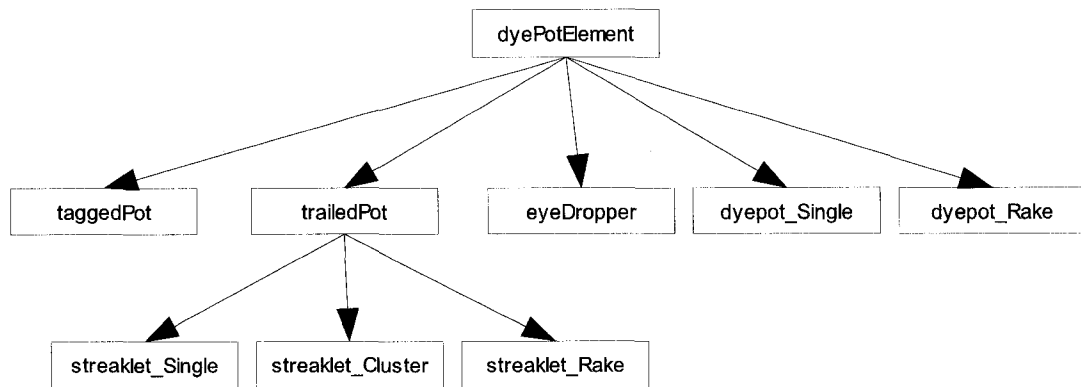 dyePotElement
taggedPot
trailedPot
eyeDropper
dyepot_Single
dyepot_Rake
streaklet_Single
streaklet_Cluster
streaklet_Rake